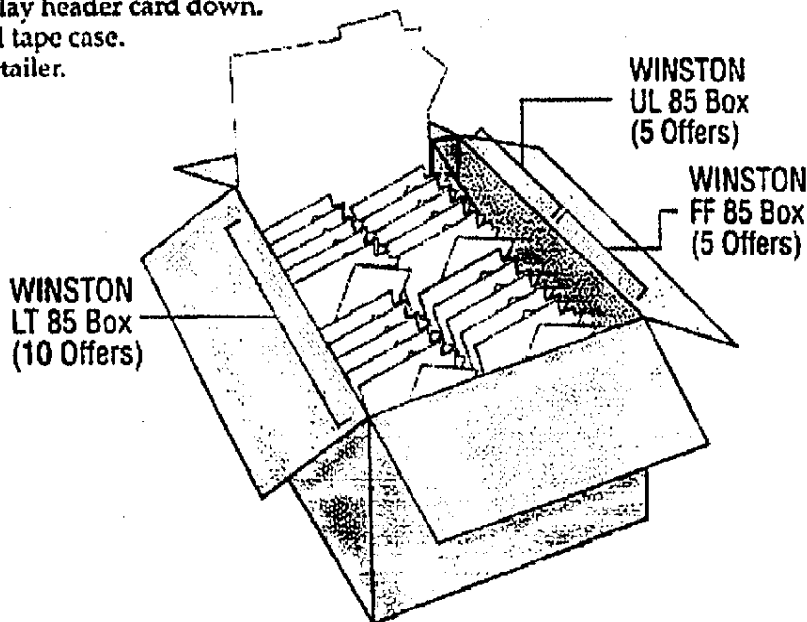 lay header card down.
l tape case.
tailer.
WINSTON
UL 85 Box
(5 Offers)
WINSTON
FF 85 Box
(5 Offers)
WINSTON
LT 85 Box
(10 Offers)